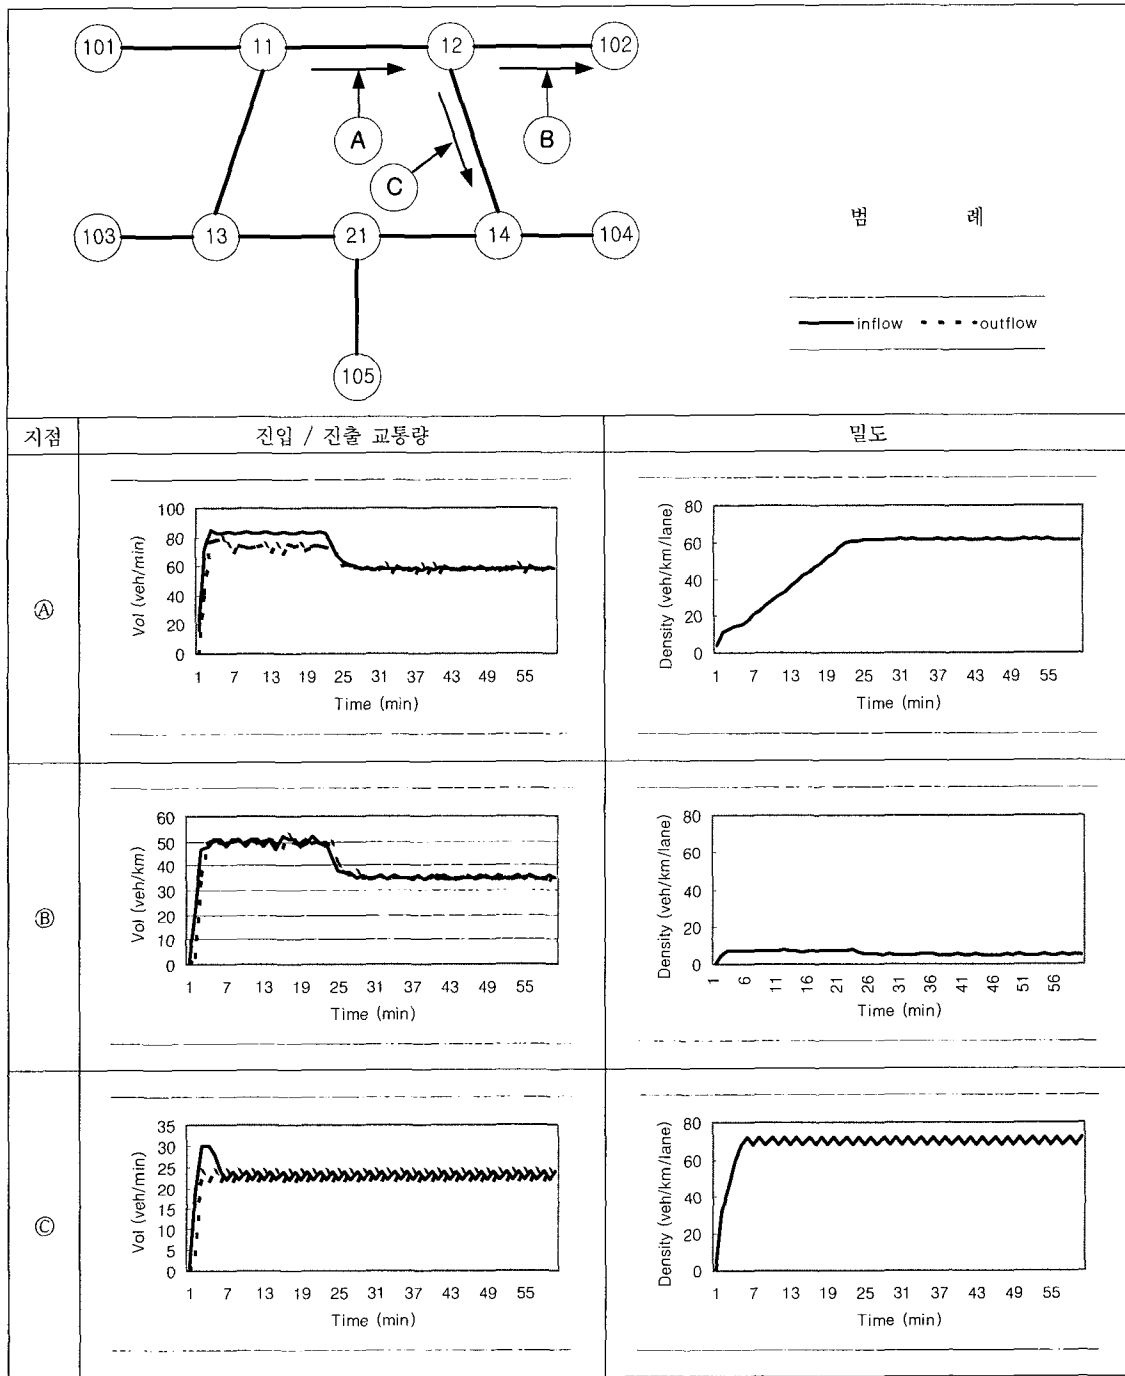 101 11 12 102
A B
C
103 13 21 14 104
105
범 례
inflow outflow
지점 진입 / 진출 교통량 밀도
Ⓐ
Vol (veh/min)
100
80
60
40
20
0
1 7 13 19 25 31 37 43 49 55
Time (min)
Density (veh/km/lane)
80
60
40
20
0
1 7 13 19 25 31 37 43 49 55
Time (min)
Ⓑ
Vol (veh/km)
60
50
40
30
20
10
0
1 7 13 19 25 31 37 43 49 55
Time (min)
Density (veh/km/lane)
80
60
40
20
0
1 6 11 16 21 26 31 36 41 46 51 56
Time (min)
Ⓒ
Vol (veh/min)
35
30
25
20
15
10
5
0
1 7 13 19 25 31 37 43 49 55
Time (min)
Density (veh/km/lane)
80
60
40
20
0
1 7 13 19 25 31 37 43 49 55
Time (min)